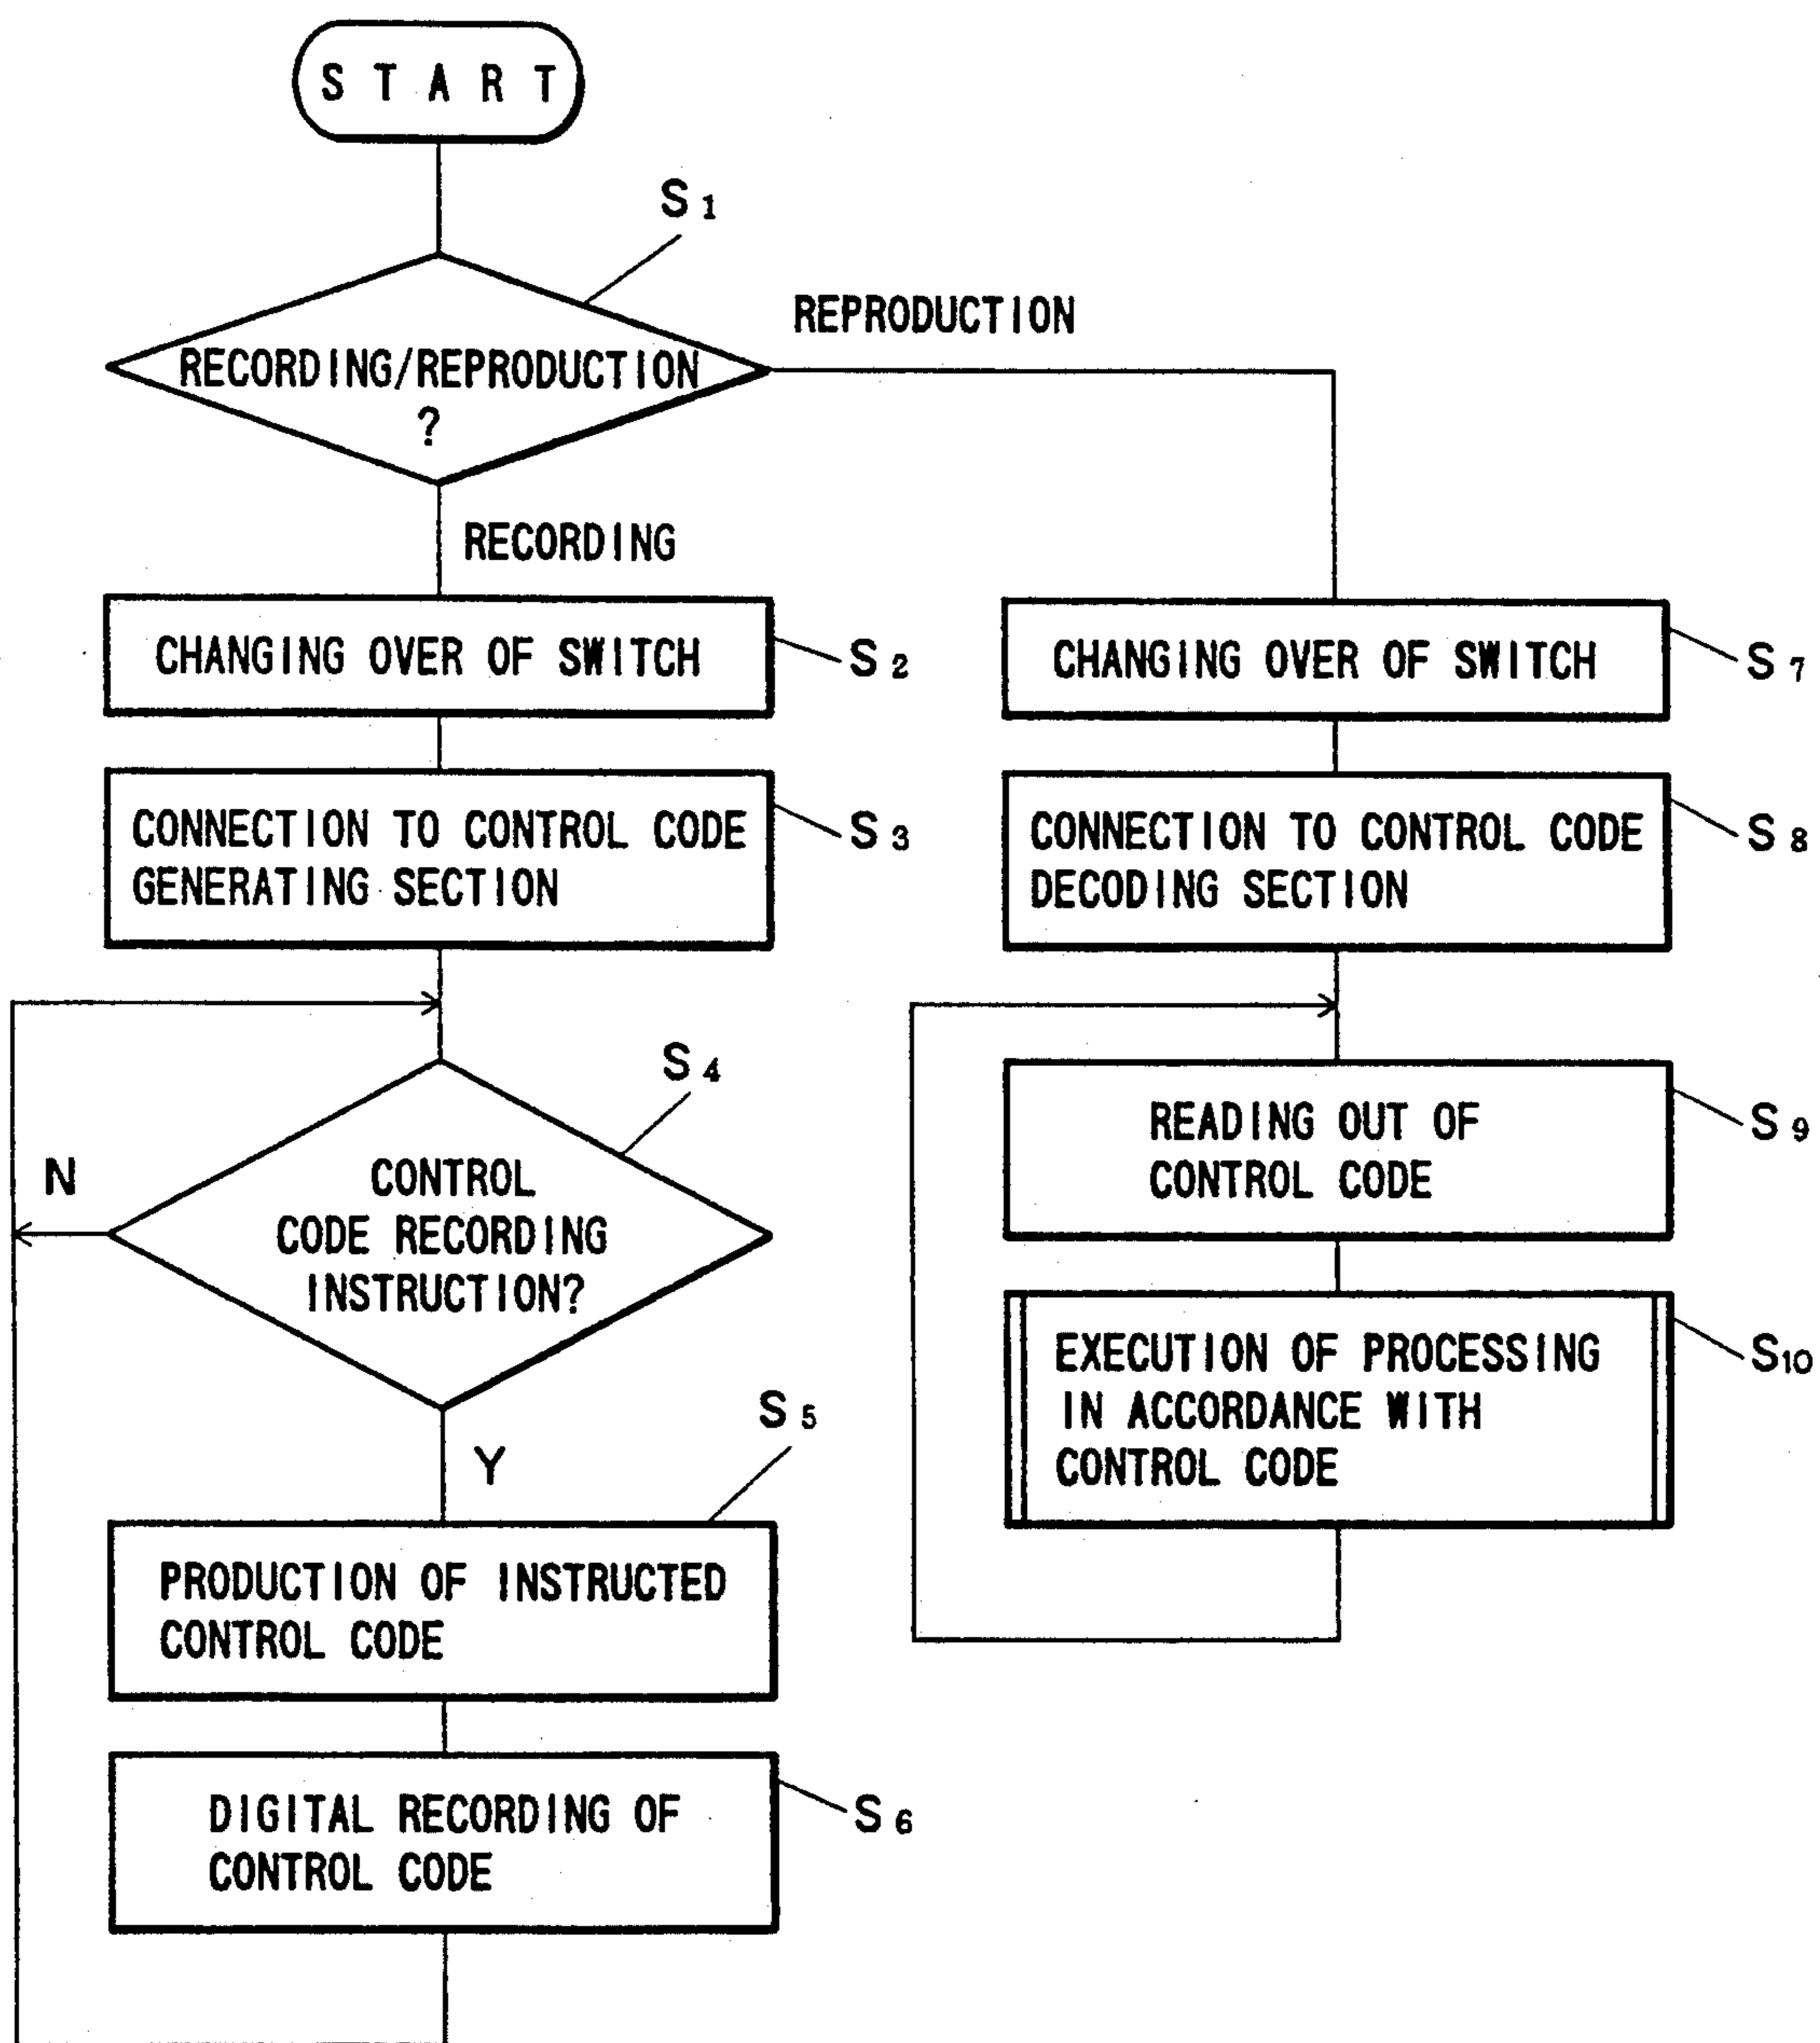 START
S1
REPRODUCTION
RECORDING/REPRODUCTION
?
RECORDING
CHANGING OVER OF SWITCH
S2
CONNECTION TO CONTROL CODE
GENERATING SECTION
S3
S4
N
CONTROL
CODE RECORDING
INSTRUCTION?
Y
S5
PRODUCTION OF INSTRUCTED
CONTROL CODE
DIGITAL RECORDING OF
CONTROL CODE
S6
CHANGING OVER OF SWITCH
S7
CONNECTION TO CONTROL CODE
DECODING SECTION
S8
READING OUT OF
CONTROL CODE
S9
EXECUTION OF PROCESSING
IN ACCORDANCE WITH
CONTROL CODE
S10